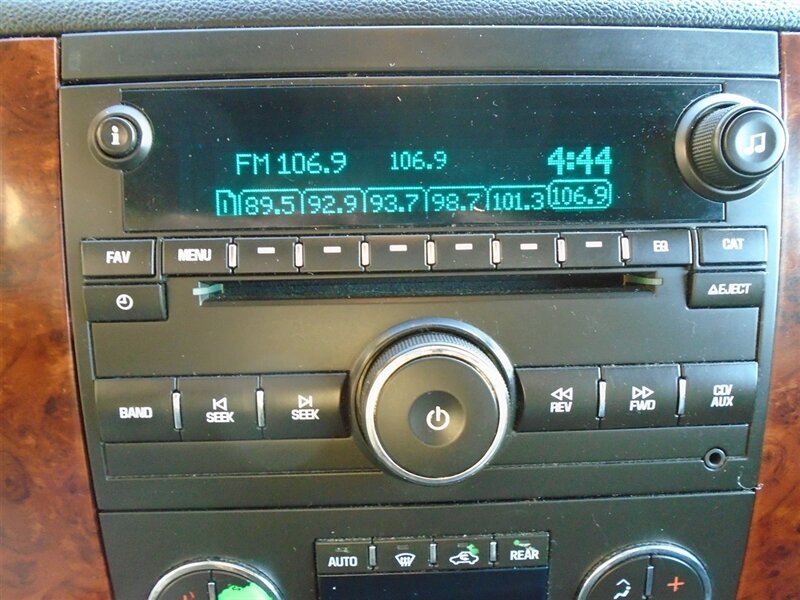 i
FM 106.9 106.9 4:44
89.5 92.9 93.7 98.7 101.3 106.9
FAV MENU EQ CAT
EJECT
BAND SEEK SEEK REV FWD CD/
AUX
AUTO REAR